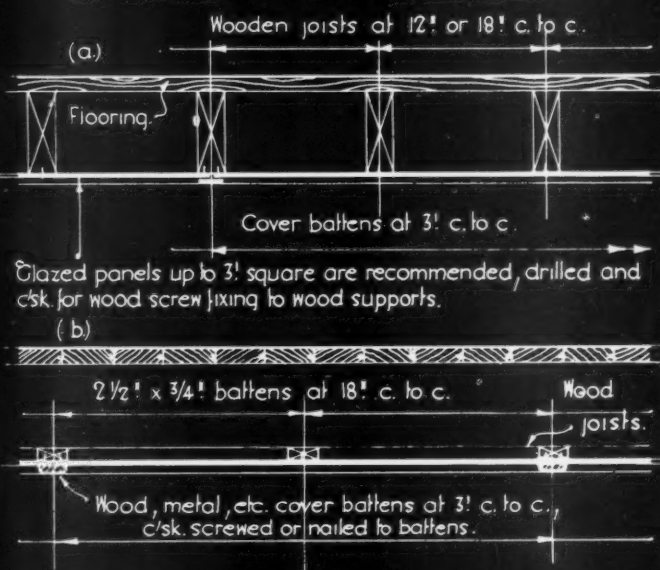 Wooden joists at 12" or 18" c. to c.
(a.)
Flooring.
Cover battens at 3' c. to c.
Glazed panels up to 3' square are recommended, drilled and
c'sk. for wood screw fixing to wood supports.
(b.)
2 1/2" x 3/4" battens at 18" c. to c.
Wood
joists.
Wood, metal, etc. cover battens at 3' c. to c.,
c'sk. screwed or nailed to battens.